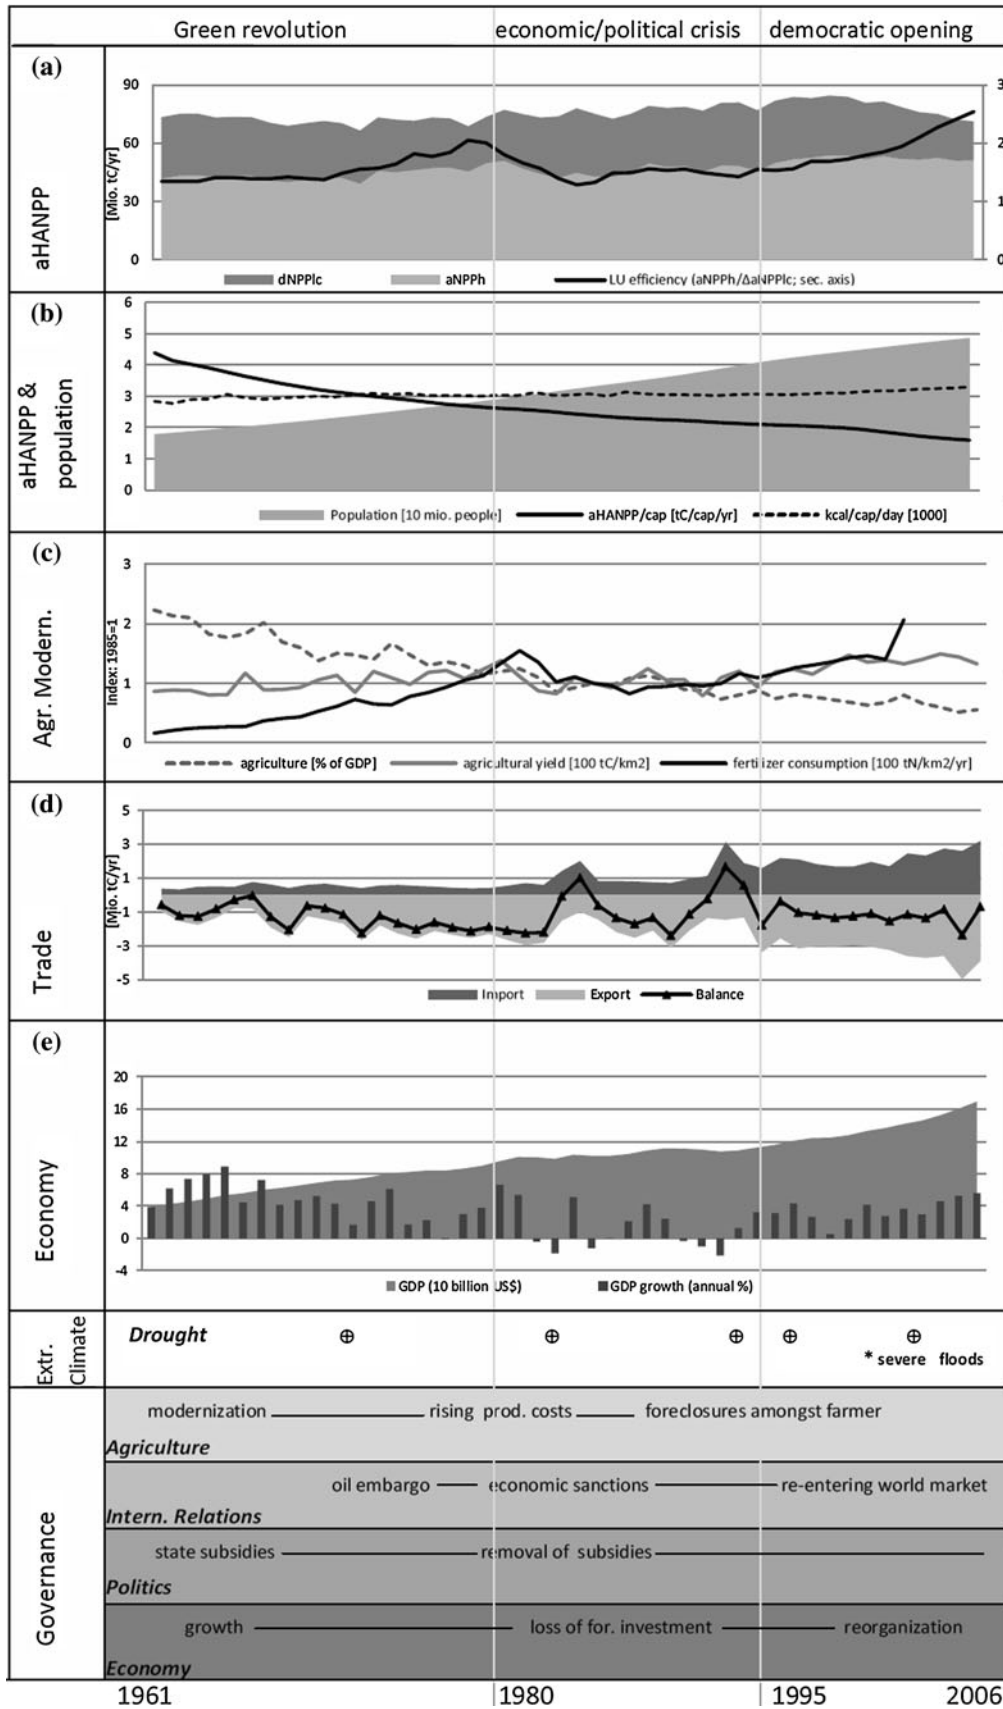 Green revolution economic/political crisis democratic opening
(a)
aHANPP
[Mio. tC/yr]
90 3
60 2
30 1
0 0
dNPPlc aNPPh LU efficiency (aNPPh/ΔaNPPlc; sec. axis)
(b)
aHANPP &
population
6
5
4
3
2
1
0
Population [10 mio. people] aHANPP/cap [tC/cap/yr] kcal/cap/day [1000]
(c)
Agr. Modern.
Index: 1985=1
3
2
1
0
agriculture [% of GDP] agricultural yield [100 tC/km2] fertilizer consumption [100 tN/km2/yr]
(d)
Trade
[Mio. tC/yr]
5
3
1
-1
-3
-5
Import Export Balance
(e)
Economy
20
16
12
8
4
0
-4
GDP (10 billion US$) GDP growth (annual %)
Extr.
Climate
Drought
* severe floods
Governance
modernization rising prod. costs foreclosures amongst farmer
Agriculture
oil embargo economic sanctions re-entering world market
Intern. Relations
state subsidies removal of subsidies
Politics
growth loss of for. investment reorganization
Economy
1961 1980 1995 2006